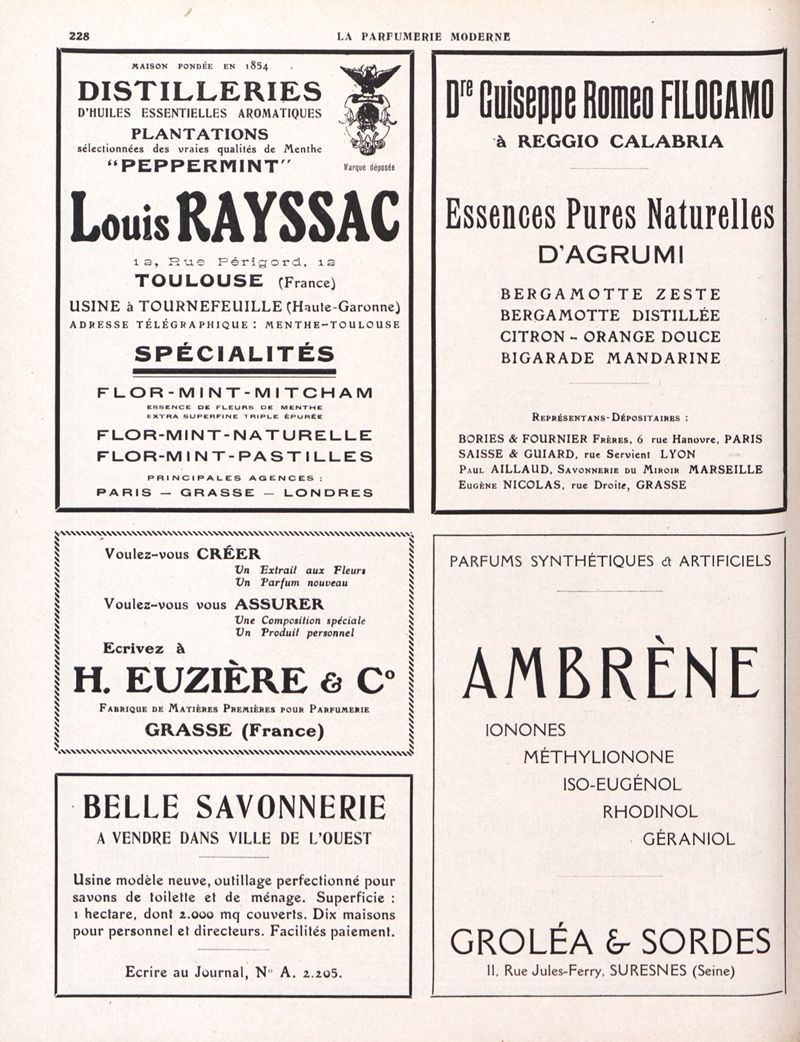 228
LA PARFUMERIE MODERNE
MAISON FONDÉE EN 1854
DISTILLERIES
D'HUILES ESSENTIELLES AROMATIQUES
PLANTATIONS
sélectionnées des vraies qualités de Menthe
"PEPPERMINT"
Marque déposée
Louis RAYSSAC
12, Rue Périgord, 12
TOULOUSE (France)
USINE à TOURNEFEUILLE (Haute-Garonne)
ADRESSE TÉLÉGRAPHIQUE : MENTHE-TOULOUSE
SPÉCIALITÉS
FLOR-MINT-MITCHAM
ESSENCE DE FLEURS DE MENTHE
EXTRA SUPERFINE TRIPLE ÉPURÉE
FLOR-MINT-NATURELLE
FLOR-MINT-PASTILLES
PRINCIPALES AGENCES :
PARIS — GRASSE — LONDRES
Dre Guiseppe Romeo FILOCAMO
à REGGIO CALABRIA
Essences Pures Naturelles
D'AGRUMI
BERGAMOTTE ZESTE
BERGAMOTTE DISTILLÉE
CITRON - ORANGE DOUCE
BIGARADE MANDARINE
REPRÉSENTANS-DÉPOSITAIRES :
BORIES & FOURNIER FRÈRES, 6 rue Hanovre, PARIS
SAISSE & GUIARD, rue Servient LYON
PAUL AILLAUD, SAVONNERIE DU MIROIR MARSEILLE
EUGÈNE NICOLAS, rue Droite, GRASSE
Voulez-vous CRÉER
Un Extrait aux Fleurs
Un Parfum nouveau
Voulez-vous vous ASSURER
Une Composition spéciale
Un Produit personnel
Ecrivez à
H. EUZIÈRE & Co
FABRIQUE DE MATIÈRES PREMIÈRES POUR PARFUMERIE
GRASSE (France)
BELLE SAVONNERIE
A VENDRE DANS VILLE DE L'OUEST
Usine modèle neuve, outillage perfectionné pour
savons de toilette et de ménage. Superficie :
1 hectare, dont 2.000 mq couverts. Dix maisons
pour personnel et directeurs. Facilités paiement.
Ecrire au Journal, No A. 2.205.
PARFUMS SYNTHÉTIQUES & ARTIFICIELS
AMBRÈNE
IONONES
MÉTHYLIONONE
ISO-EUGÉNOL
RHODINOL
GÉRANIOL
GROLÉA & SORDES
11, Rue Jules-Ferry, SURESNES (Seine)